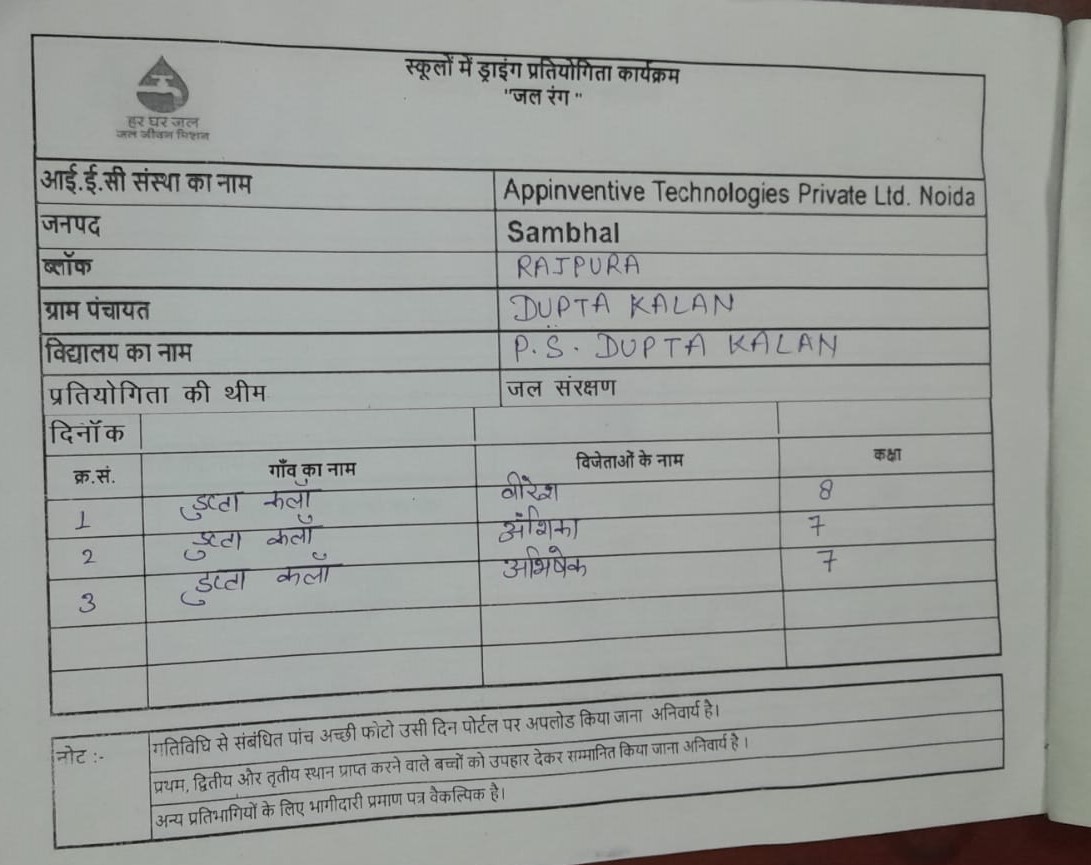 हर घर जल
जल जीवन मिशन
स्कूलों में ड्राइंग प्रतियोगिता कार्यक्रम
"जल रंग "
आई.ई.सी संस्था का नाम Appinventive Technologies Private Ltd. Noida
जनपद Sambhal
ब्लॉक RAJPURA
ग्राम पंचायत DUPTA KALAN
विद्यालय का नाम P.S. DUPTA KALAN
प्रतियोगिता की थीम जल संरक्षण
दिनॉक
क्र.सं. गाँव का नाम विजेताओं के नाम कक्षा
1 डुप्टा कलाँ वीरेश 8
2 डुप्टा कलाँ अंशिका 7
3 डुप्टा कलाँ अभिषेक 7
नोट :- गतिविधि से संबंधित पांच अच्छी फोटो उसी दिन पोर्टल पर अपलोड किया जाना अनिवार्य है।
प्रथम, द्वितीय और तृतीय स्थान प्राप्त करने वाले बच्चों को उपहार देकर सम्मानित किया जाना अनिवार्य है ।
अन्य प्रतिभागियों के लिए भागीदारी प्रमाण पत्र वैकल्पिक है।